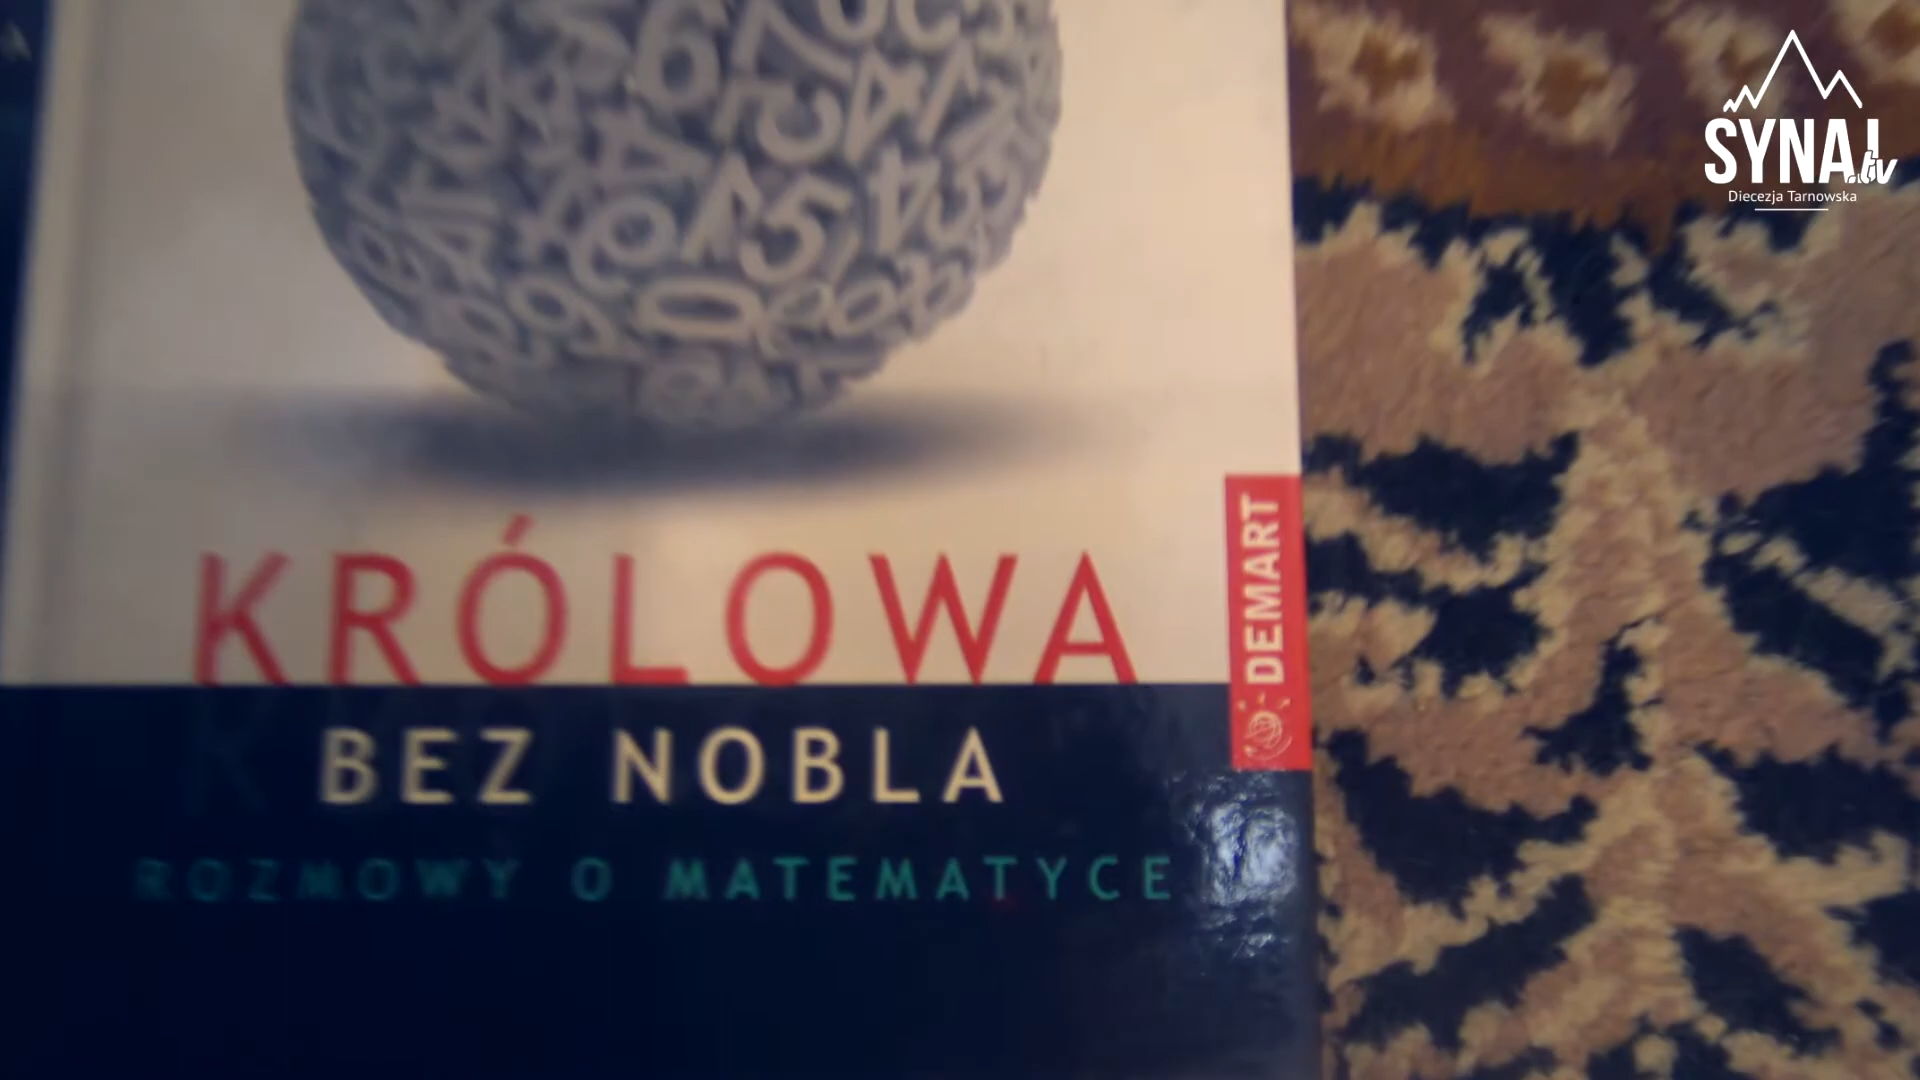 KRÓLOWA
BEZ NOBLA
ROZMOWY O MATEMATYCE
DEMART
SYNAJ.tv
Diecezja Tarnowska